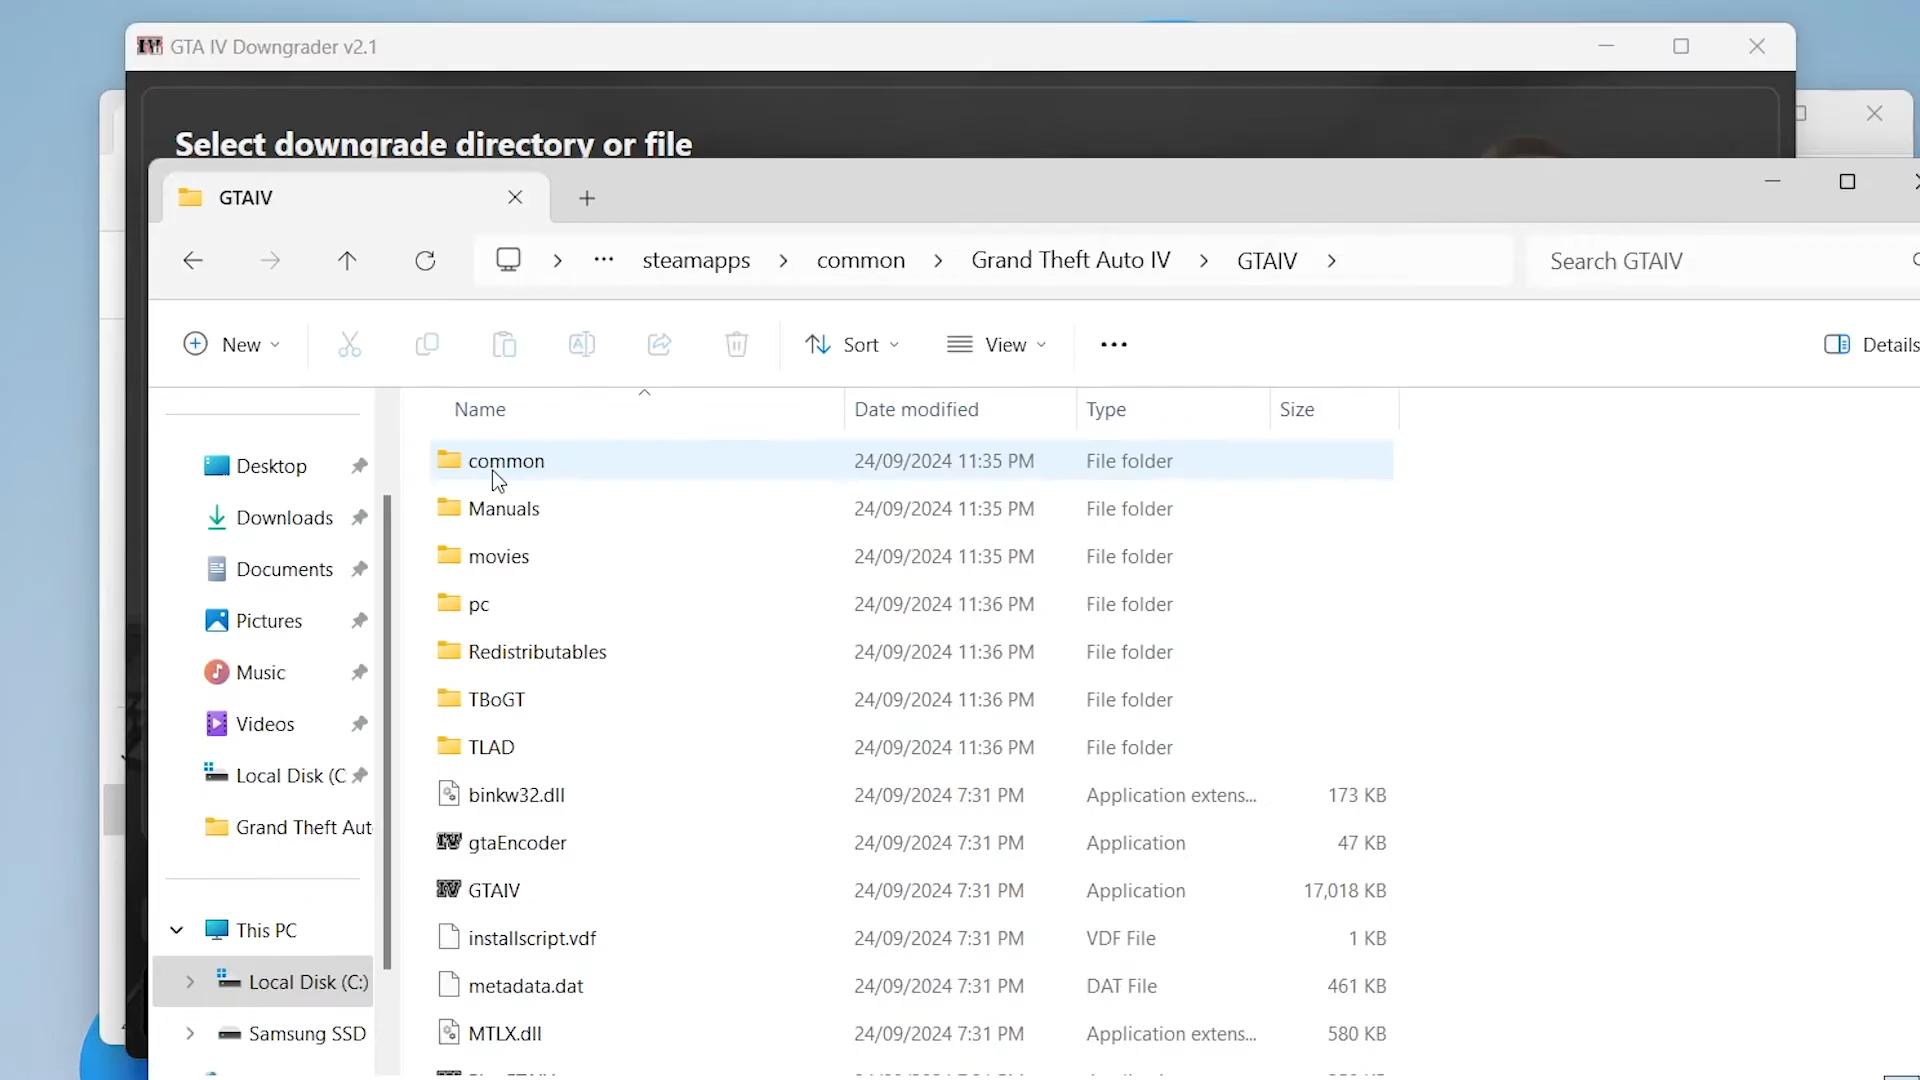 GTA IV Downgrader v2.1
Select downgrade directory or file
GTAIV
steamapps > common > Grand Theft Auto IV > GTAIV >
Search GTAIV
New
Sort
View
Details
Name Date modified Type Size
common 24/09/2024 11:35 PM File folder
Manuals 24/09/2024 11:35 PM File folder
movies 24/09/2024 11:35 PM File folder
pc 24/09/2024 11:36 PM File folder
Redistributables 24/09/2024 11:36 PM File folder
TBoGT 24/09/2024 11:36 PM File folder
TLAD 24/09/2024 11:36 PM File folder
binkw32.dll 24/09/2024 7:31 PM Application extens... 173 KB
gtaEncoder 24/09/2024 7:31 PM Application 47 KB
GTAIV 24/09/2024 7:31 PM Application 17,018 KB
installscript.vdf 24/09/2024 7:31 PM VDF File 1 KB
metadata.dat 24/09/2024 7:31 PM DAT File 461 KB
MTLX.dll 24/09/2024 7:31 PM Application extens... 580 KB
Desktop
Downloads
Documents
Pictures
Music
Videos
Local Disk (C
Grand Theft Aut
This PC
Local Disk (C:)
Samsung SSD